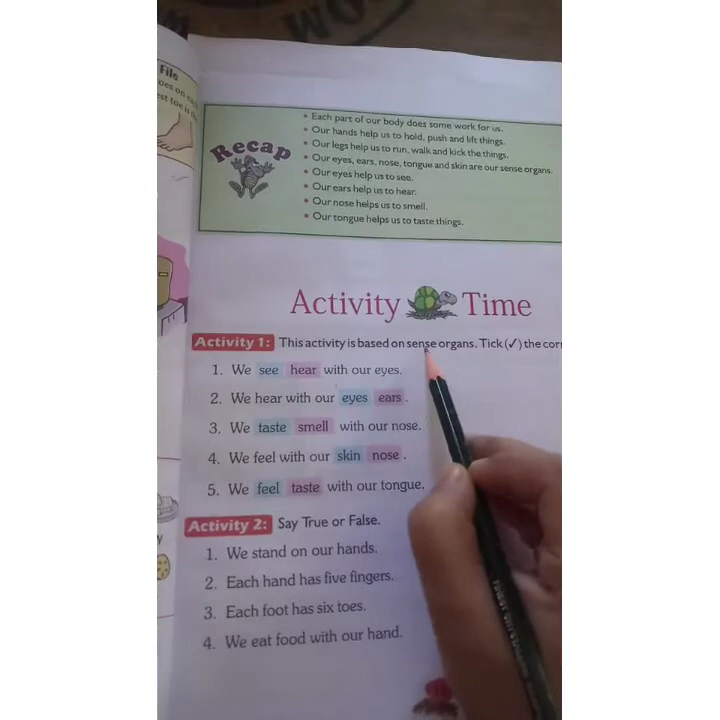 File
Recap
• Each part of our body does some work for us.
• Our hands help us to hold, push and lift things.
• Our legs help us to run, walk and kick the things.
• Our eyes, ears, nose, tongue and skin are our sense organs.
• Our eyes help us to see.
• Our ears help us to hear.
• Our nose helps us to smell.
• Our tongue helps us to taste things.
Activity Time
Activity 1: This activity is based on sense organs. Tick (✓) the
1. We see hear with our eyes.
2. We hear with our eyes ears.
3. We taste smell with our nose.
4. We feel with our skin nose.
5. We feel taste with our tongue.
Activity 2: Say True or False.
1. We stand on our hands.
2. Each hand has five fingers.
3. Each foot has six toes.
4. We eat food with our hand.